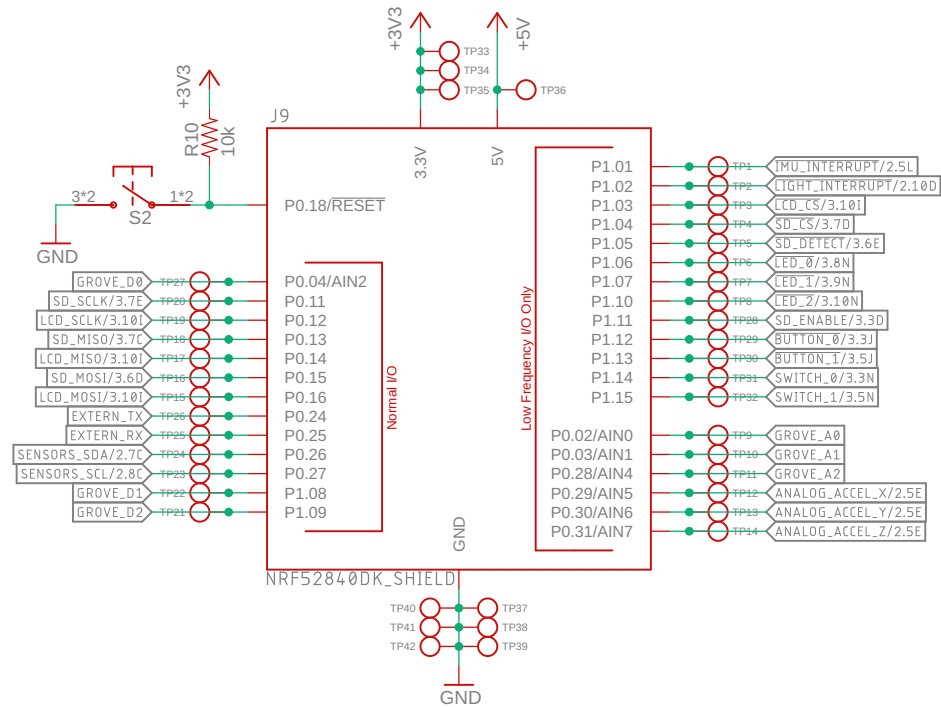 +3V3
+5V
TP33
TP34
TP35
TP36
+3V3
R10
10k
J9
3.3V
5V
3*2
1*2
S2
GND
P0.18/RESET
GROVE_D0 TP27 P0.04/AIN2
SD_SCLK/3.7E TP20 P0.11
LCD_SCLK/3.10I TP19 P0.12
SD_MISO/3.7C TP18 P0.13
LCD_MISO/3.10I TP17 P0.14
SD_MOSI/3.6D TP16 P0.15
LCD_MOSI/3.10I TP15 P0.16
EXTERN_TX TP26 P0.24
EXTERN_RX TP25 P0.25
SENSORS_SDA/2.7C TP24 P0.26
SENSORS_SCL/2.8C TP23 P0.27
GROVE_D1 TP22 P1.08
GROVE_D2 TP21 P1.09
Normal I/O
Low Frequency I/O Only
P1.01 TP1 IMU_INTERRUPT/2.5L
P1.02 TP2 LIGHT_INTERRUPT/2.10D
P1.03 TP3 LCD_CS/3.10I
P1.04 TP4 SD_CS/3.7D
P1.05 TP5 SD_DETECT/3.6E
P1.06 TP6 LED_0/3.8N
P1.07 TP7 LED_1/3.9N
P1.10 TP8 LED_2/3.10N
P1.11 TP28 SD_ENABLE/3.3D
P1.12 TP29 BUTTON_0/3.3J
P1.13 TP30 BUTTON_1/3.5J
P1.14 TP31 SWITCH_0/3.3N
P1.15 TP32 SWITCH_1/3.5N
P0.02/AIN0 TP9 GROVE_A0
P0.03/AIN1 TP10 GROVE_A1
P0.28/AIN4 TP11 GROVE_A2
P0.29/AIN5 TP12 ANALOG_ACCEL_X/2.5E
P0.30/AIN6 TP13 ANALOG_ACCEL_Y/2.5E
P0.31/AIN7 TP14 ANALOG_ACCEL_Z/2.5E
GND
NRF52840DK_SHIELD
TP40 TP37
TP41 TP38
TP42 TP39
GND